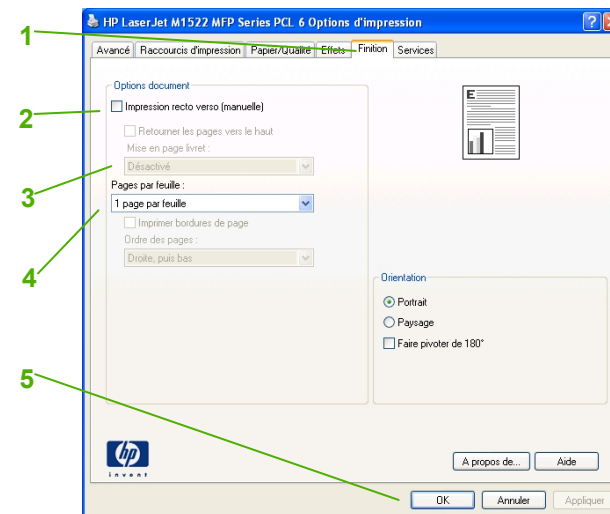 HP LaserJet M1522 MFP Series PCL 6 Options d'impression
1
Avancé Raccourcis d'impression Papier/Qualité Effets Finition Services
Options document
2
Impression recto verso (manuelle)
Retourner les pages vers le haut
Mise en page livret :
Désactivé
3
Pages par feuille :
1 page par feuille
Imprimer bordures de page
Ordre des pages :
Droite, puis bas
4
E
Orientation
Portrait
Paysage
Faire pivoter de 180°
5
hp
invent
A propos de... Aide
OK Annuler Appliquer